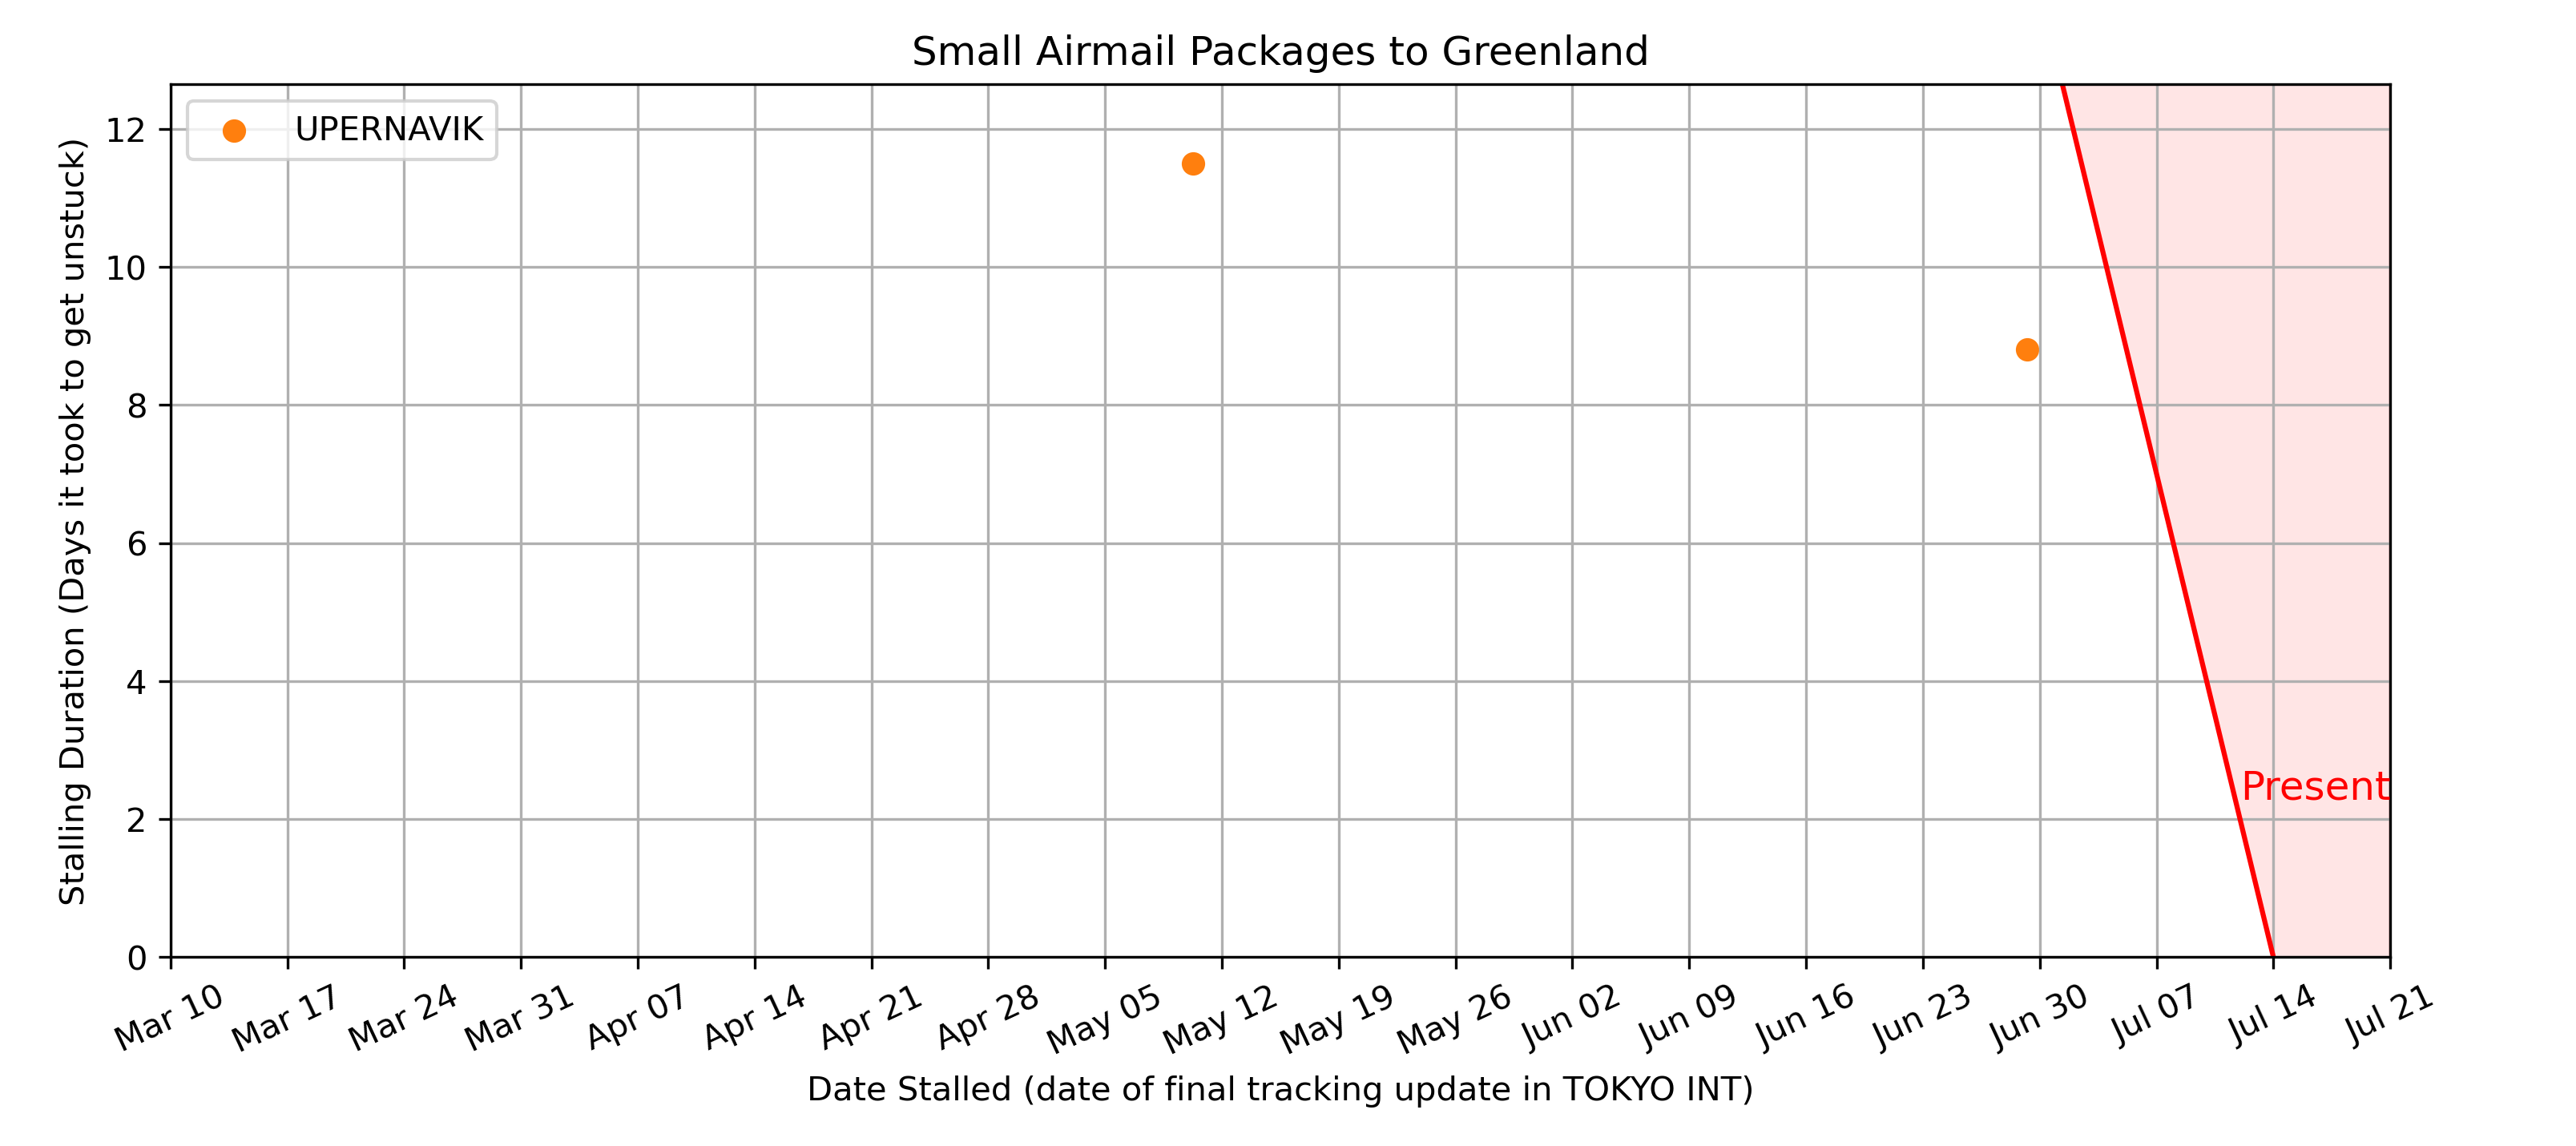 Small Airmail Packages to Greenland
UPERNAVIK
Stalling Duration (Days it took to get unstuck)
12
10
8
6
4
2
0
Present
Mar 10 Mar 17 Mar 24 Mar 31 Apr 07 Apr 14 Apr 21 Apr 28 May 05 May 12 May 19 May 26 Jun 02 Jun 09 Jun 16 Jun 23 Jun 30 Jul 07 Jul 14 Jul 21
Date Stalled (date of final tracking update in TOKYO INT)